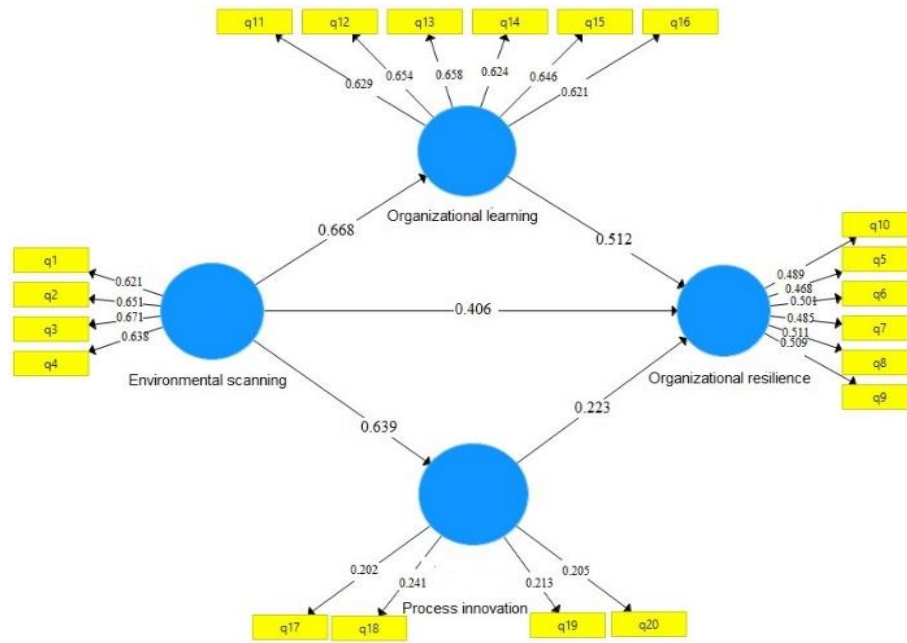 q11 q12 q13 q14 q15 q16
0.629 0.654 0.658 0.624 0.646 0.621
Organizational learning
0.668
0.512
q1
q2
q3
q4
0.621
0.651
0.671
0.638
Environmental scanning
0.406
q10
q5
q6
q7
q8
q9
0.489
0.468
0.501
0.485
0.511
0.509
Organizational resilience
0.639
0.223
0.202 0.241 0.213 0.205
Process innovation
q17 q18 q19 q20